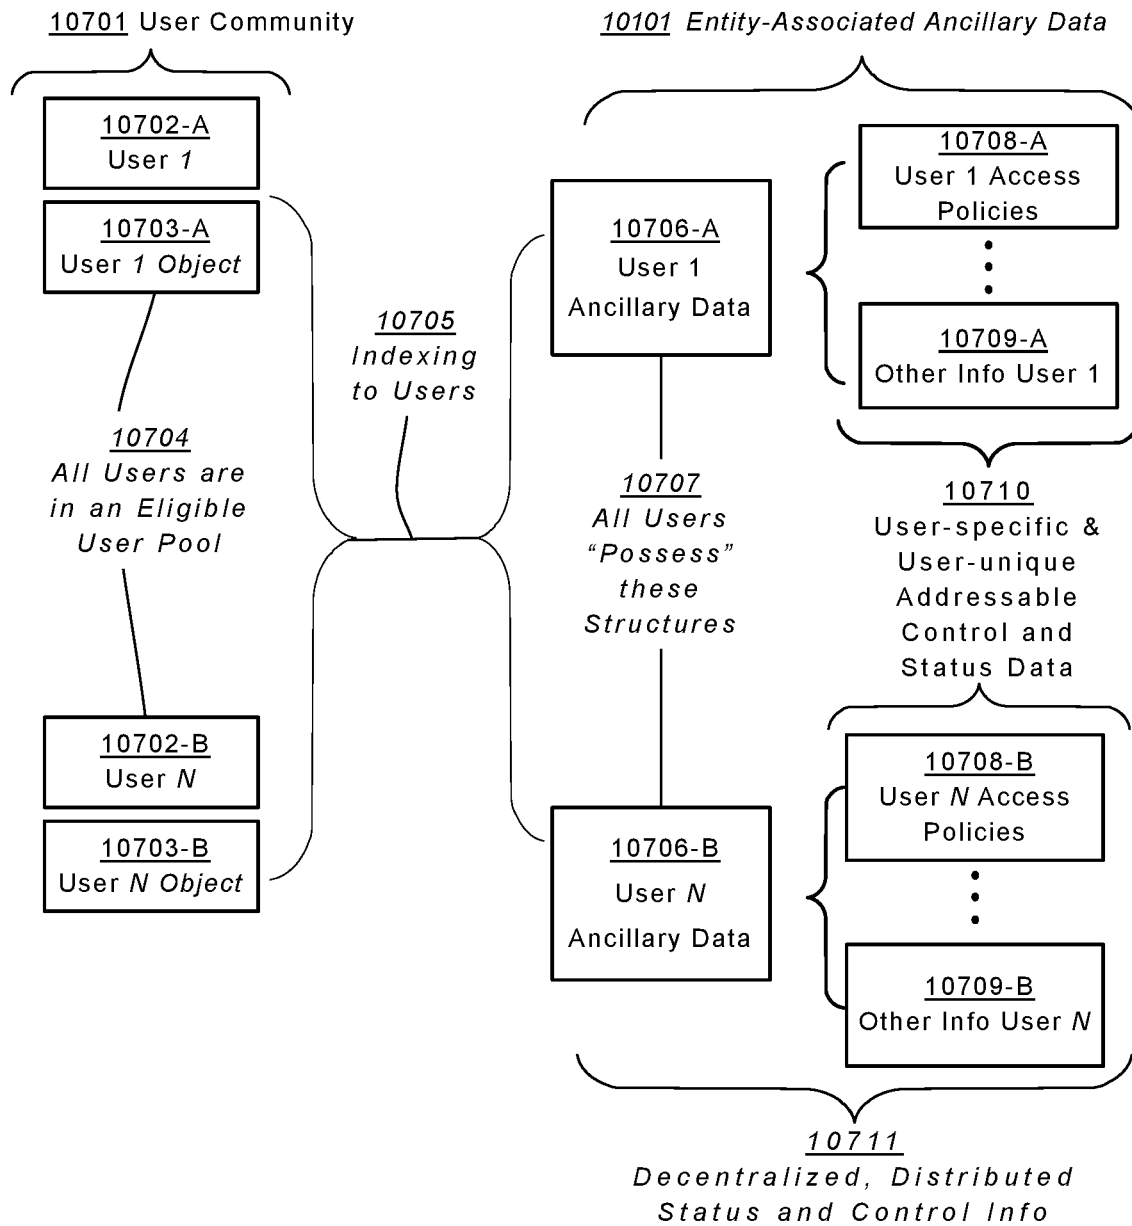 10701 User Community
10101 Entity-Associated Ancillary Data
10702-A
User 1
10703-A
User 1 Object
10704
All Users are
in an Eligible
User Pool
10702-B
User N
10703-B
User N Object
10705
Indexing
to Users
10706-A
User 1
Ancillary Data
10707
All Users
“Possess”
these
Structures
10706-B
User N
Ancillary Data
10708-A
User 1 Access
Policies
10709-A
Other Info User 1
10710
User-specific &
User-unique
Addressable
Control and
Status Data
10708-B
User N Access
Policies
10709-B
Other Info User N
10711
Decentralized, Distributed
Status and Control Info